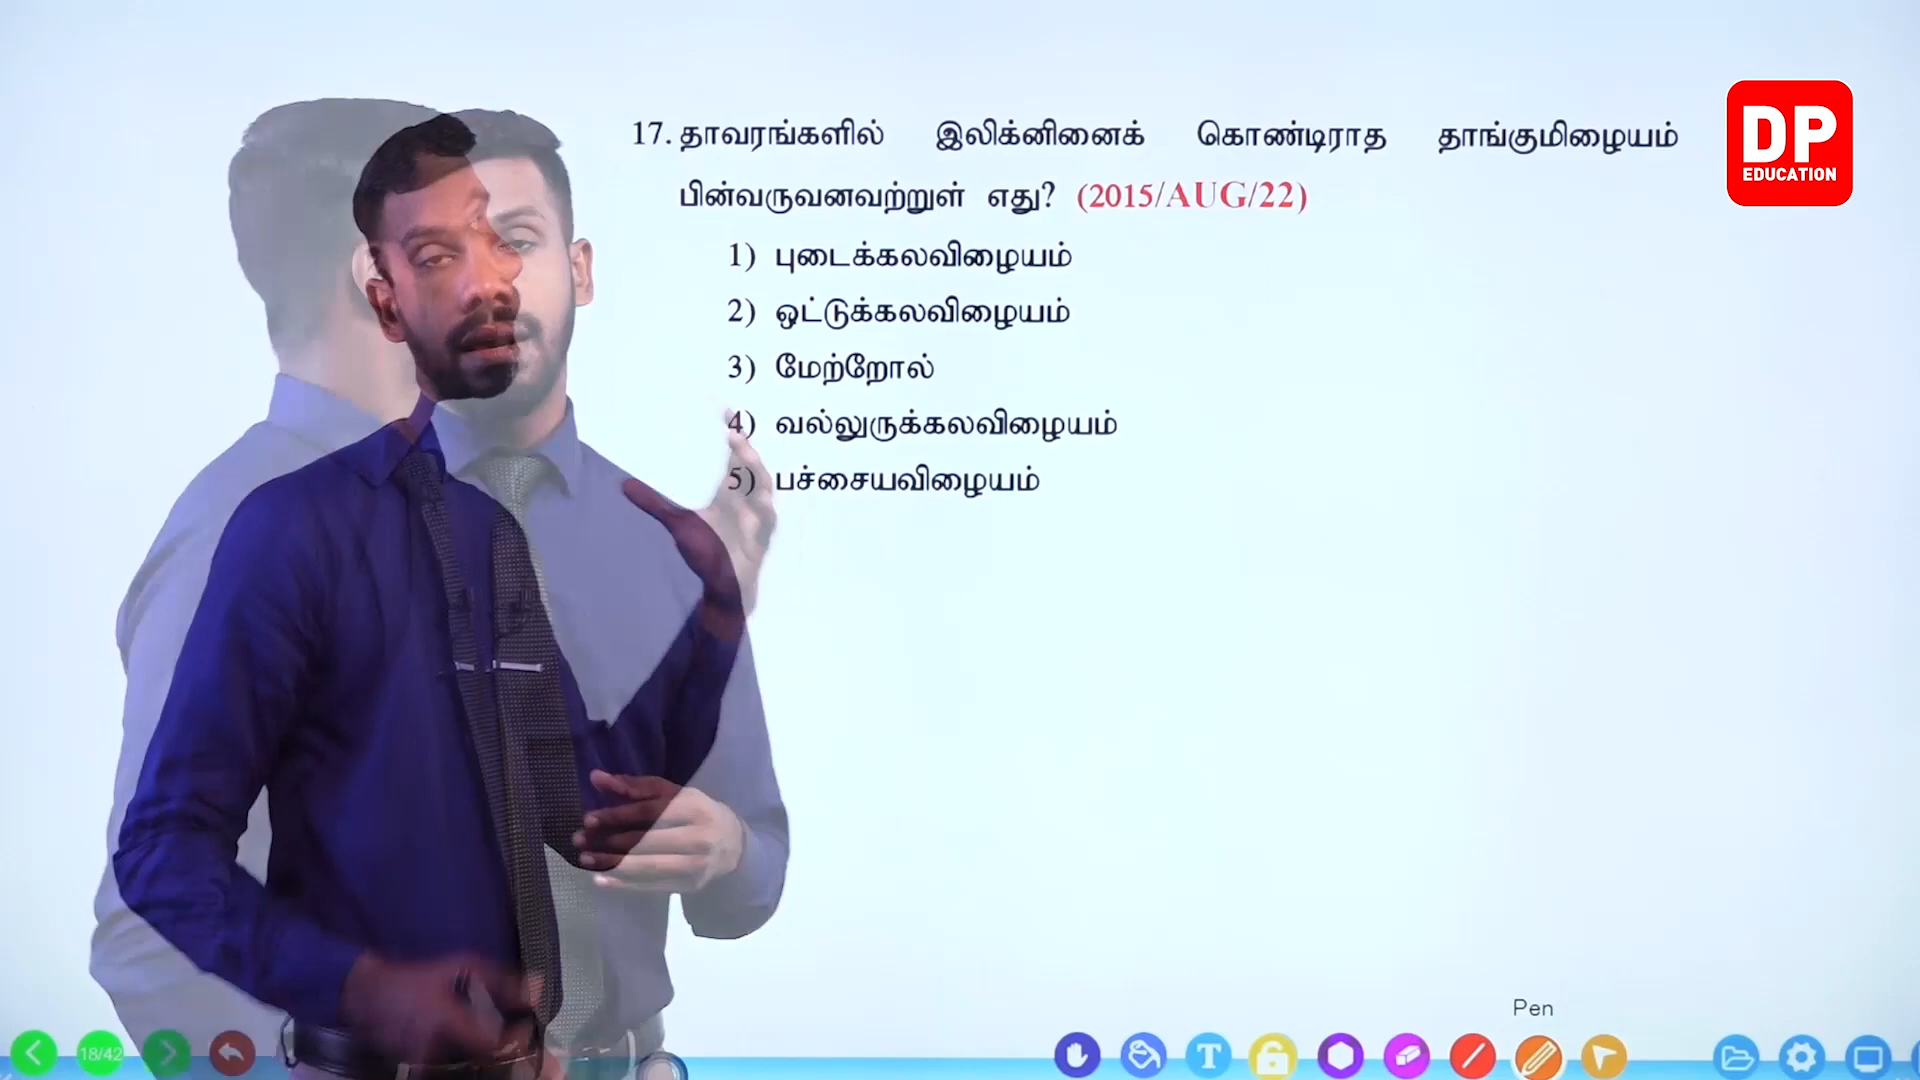 17. தாவரங்களில் இலிக்னினைக் கொண்டிராத தாங்குமிழையம்
பின்வருவனவற்றுள் எது? (2015/AUG/22)
1) புடைக்கலவிழையம்
2) ஒட்டுக்கலவிழையம்
3) மேற்றோல்
4) வல்லுருக்கலவிழையம்
5) பச்சையவிழையம்
DP
EDUCATION
Pen
18/42
T